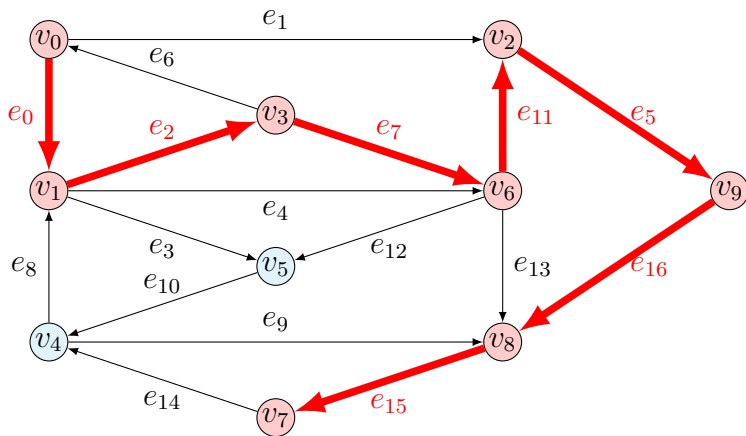 v₀
e₁
v₂
e₆
e₀
e₂
v₃
e₇
e₁₁
e₅
v₁
e₄
v₆
v₉
e₃
e₁₂
e₈
e₁₀
v₅
e₁₃
e₁₆
v₄
e₉
v₈
e₁₄
v₇
e₁₅